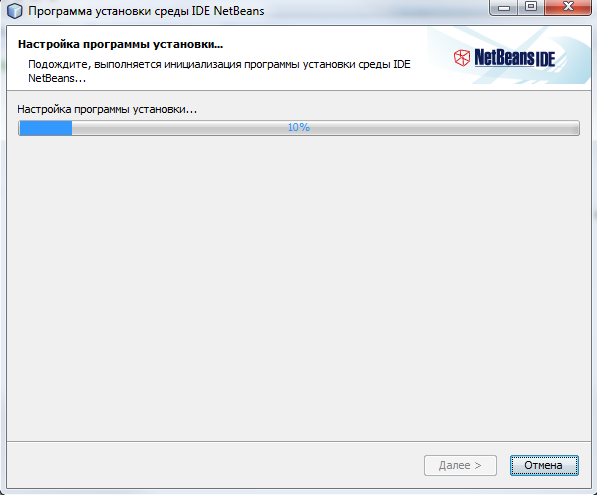 Программа установки среды IDE NetBeans
Настройка программы установки...
Подождите, выполняется инициализация программы установки среды IDE
NetBeans...
NetBeans IDE
Настройка программы установки...
10%
Далее >
Отмена